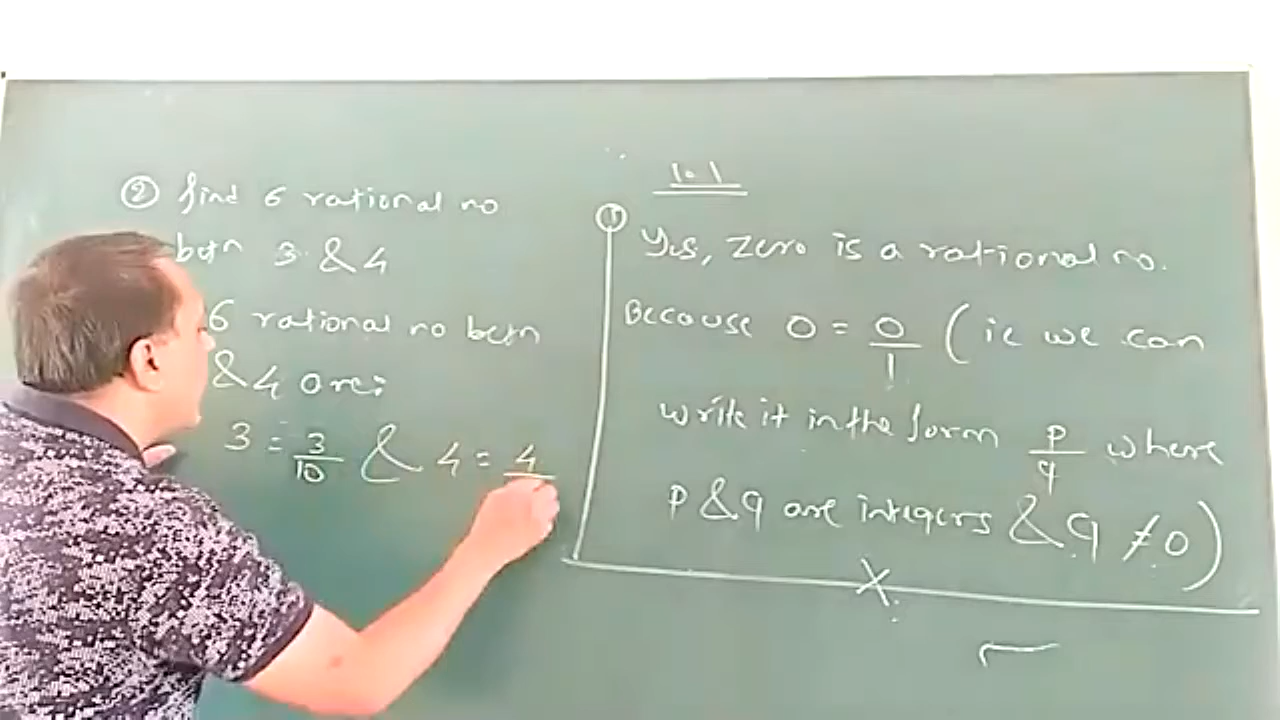 ② find 6 rational no
betn 3 & 4
6 rational no betn
& 4 are:
3 = 3/10 & 4 = 4
1.1
① Yes, zero is a rational no.
Because 0 = 0/1 (ie we can
write it in the form p/q where
p & q are integers & q ≠ 0)
X